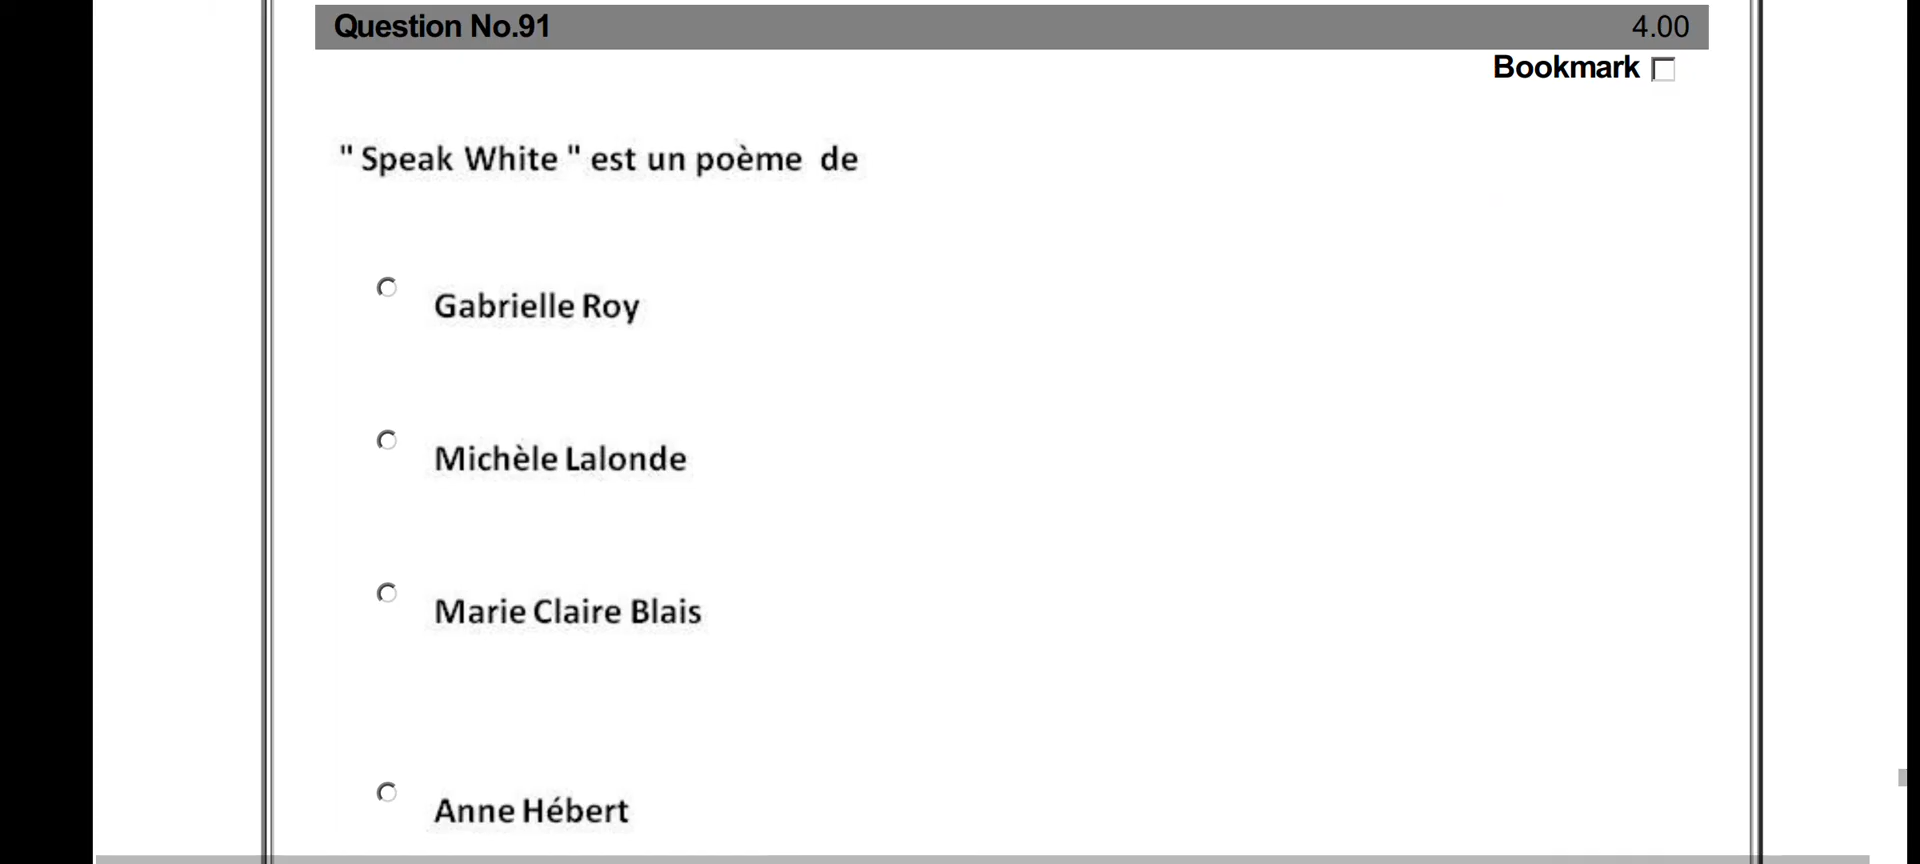 Question No.91 4.00
Bookmark
" Speak White " est un poème de
Gabrielle Roy
Michèle Lalonde
Marie Claire Blais
Anne Hébert